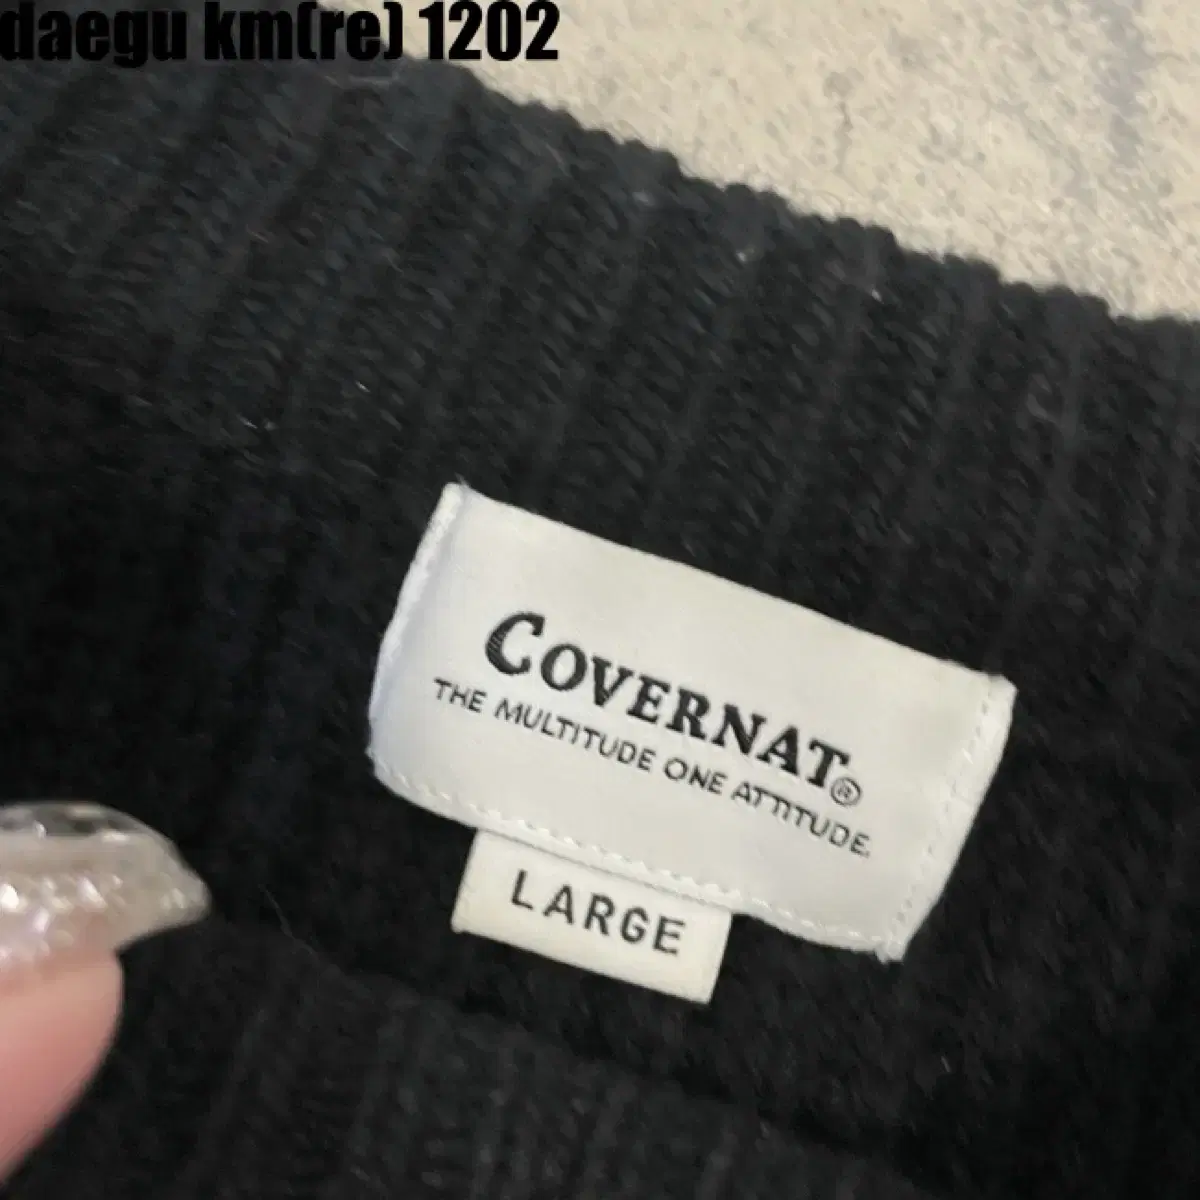 daegu km(re) 1202
COVERNAT®
THE MULTITUDE ONE ATTITUDE.
LARGE